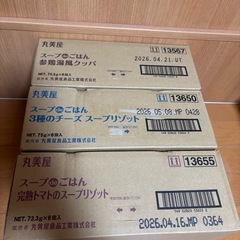 丸美屋
13567
スープdeごはん
参鶏湯風クッパ
2026.04.21.UT
NET.75.5g×6個入
丸美屋食品工業株式会社
丸美屋
13650
スープdeごはん
3種のチーズ スープリゾット
2026.05.08.MP 0428
NET.75g×6個入
丸美屋食品工業株式会社
丸美屋
13655
スープdeごはん
完熟トマトのスープリゾット
NET.73.3g×6個入
丸美屋食品工業株式会社
2026.04.16.MP 0364